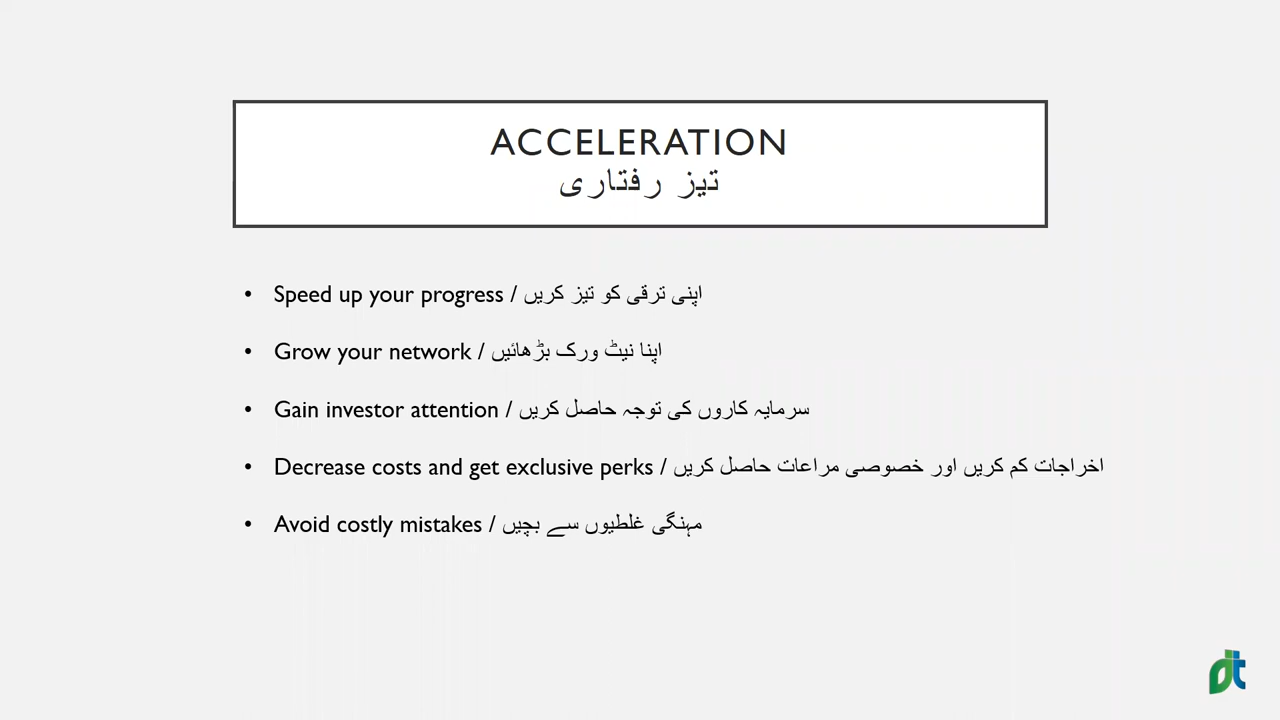 ACCELERATION
تیز رفتاری
• Speed up your progress / اپنی ترقی کو تیز کریں
• Grow your network / اپنا نیٹ ورک بڑھائیں
• Gain investor attention / سرمایہ کاروں کی توجہ حاصل کریں
• Decrease costs and get exclusive perks / اخراجات کم کریں اور خصوصی مراعات حاصل کریں
• Avoid costly mistakes / مہنگی غلطیوں سے بچیں
dt